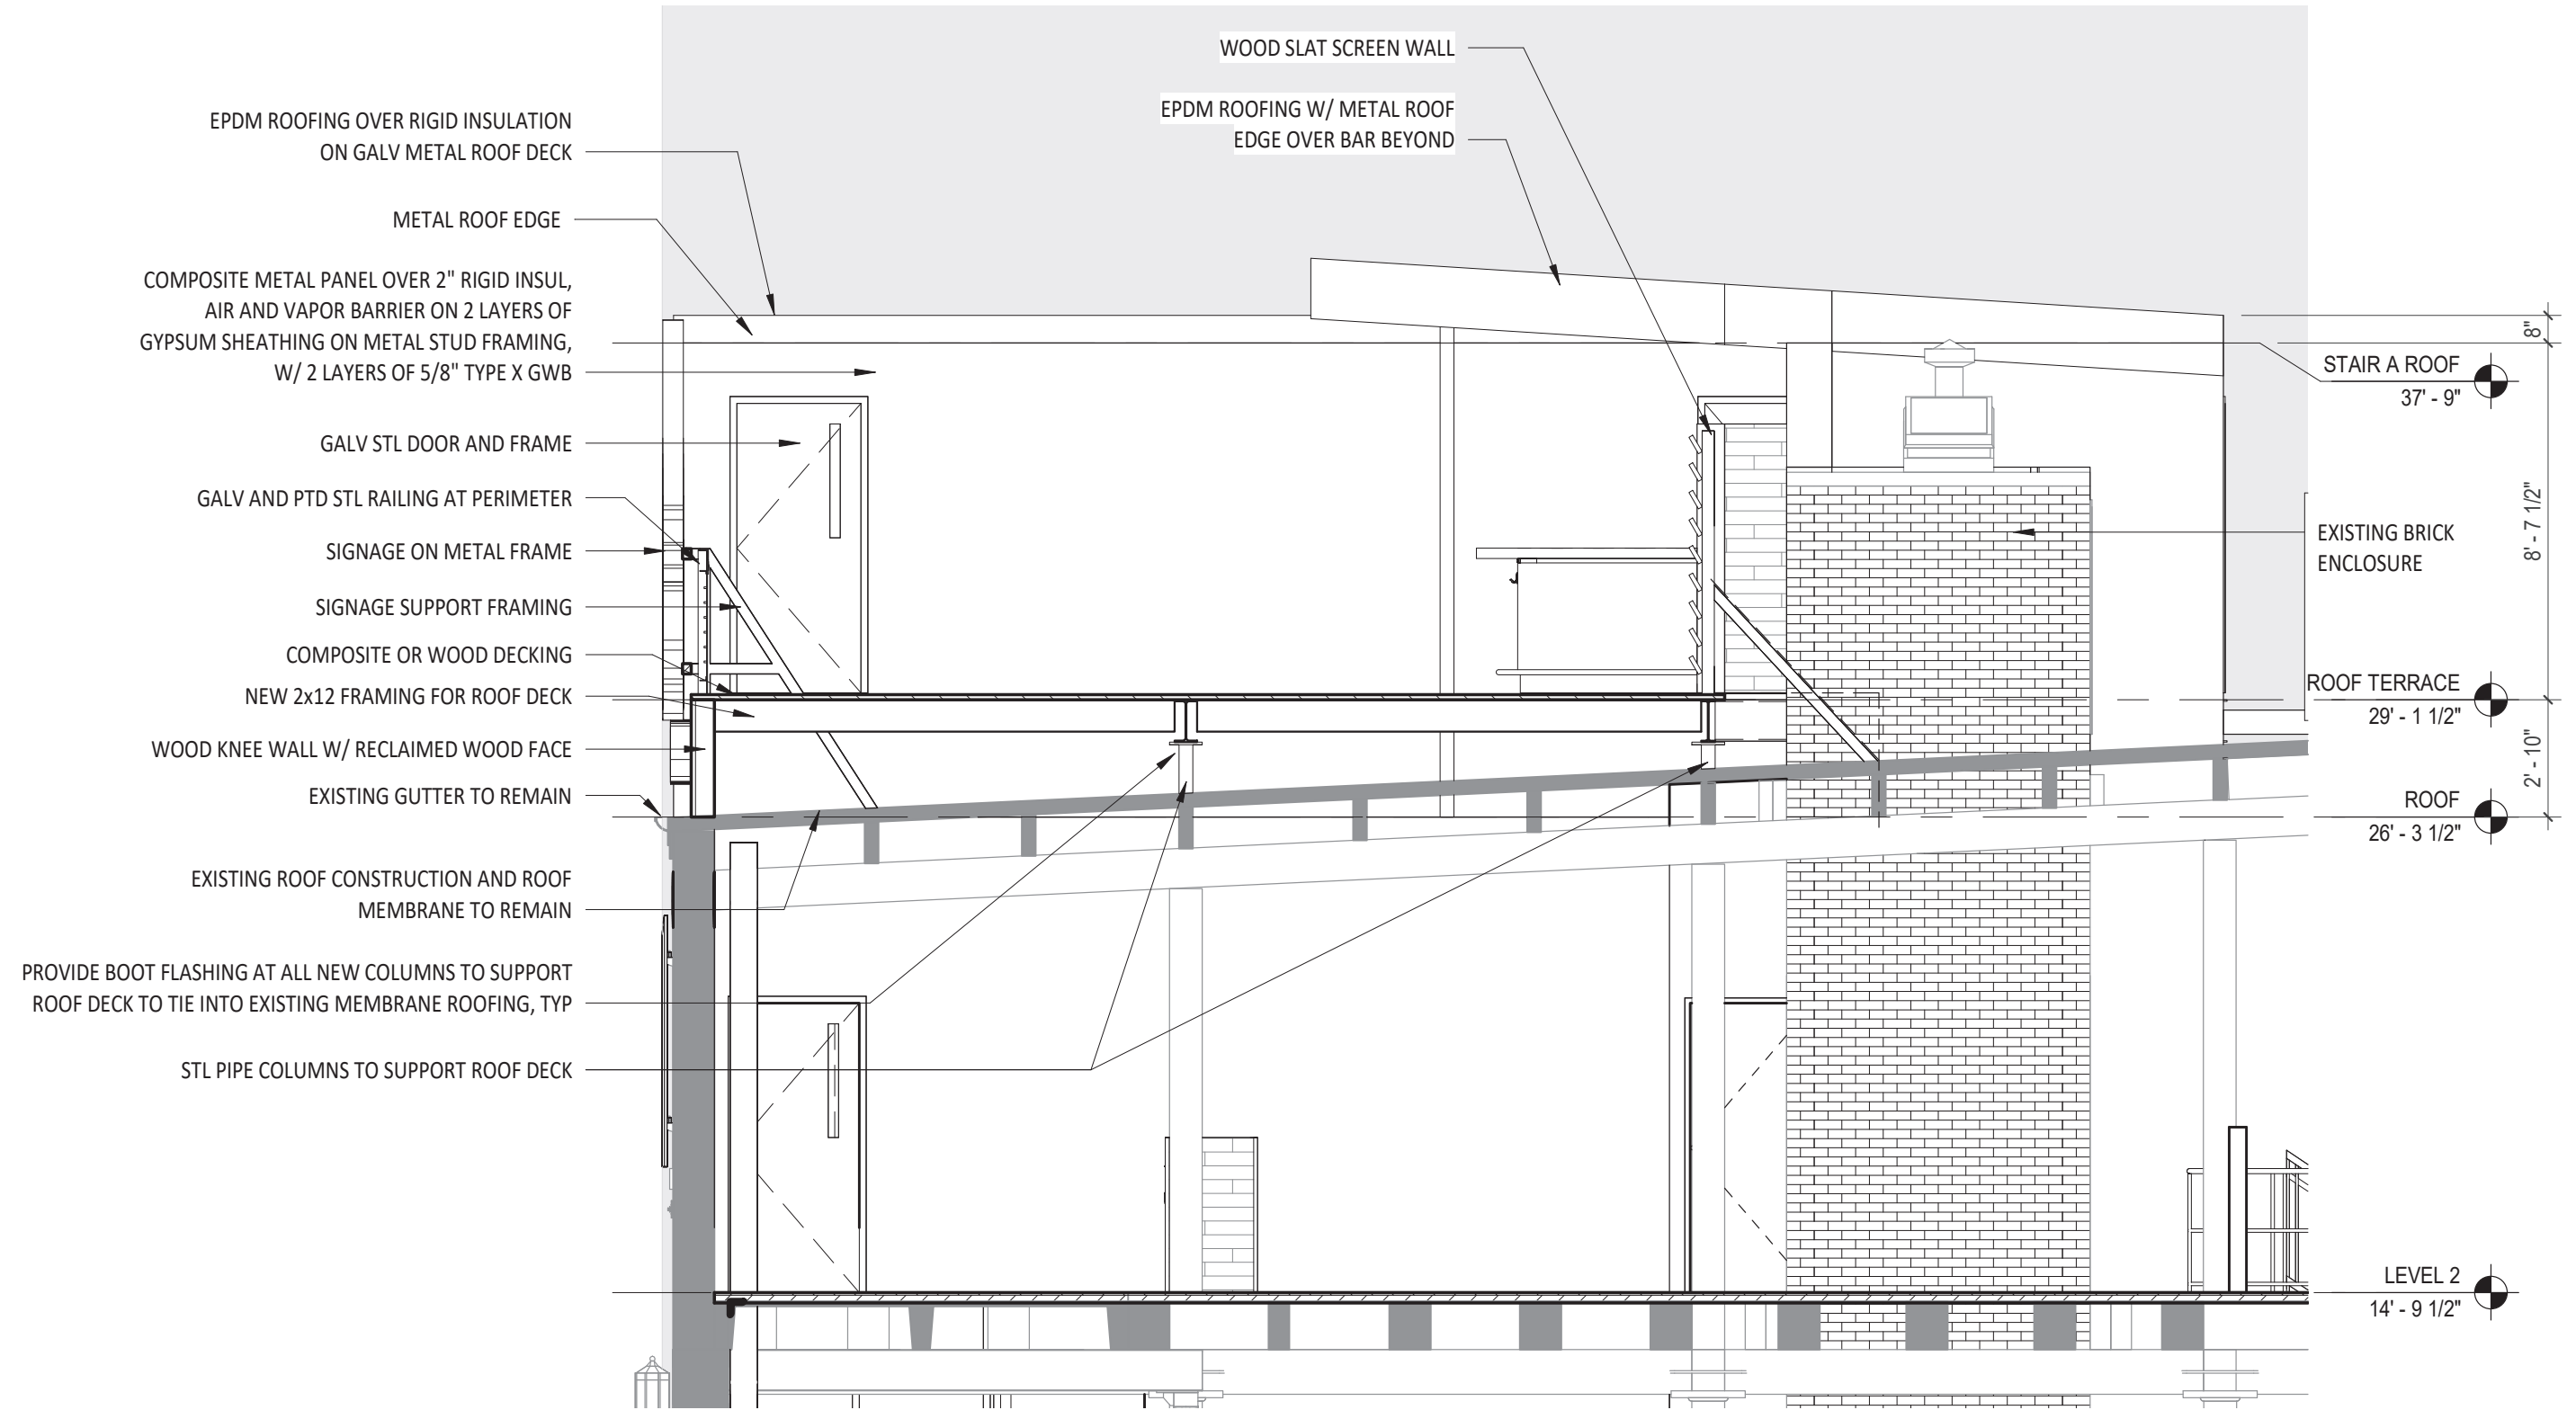 WOOD SLAT SCREEN WALL
EPDM ROOFING W/ METAL ROOF
EDGE OVER BAR BEYOND
EPDM ROOFING OVER RIGID INSULATION
ON GALV METAL ROOF DECK
METAL ROOF EDGE
COMPOSITE METAL PANEL OVER 2" RIGID INSUL,
AIR AND VAPOR BARRIER ON 2 LAYERS OF
GYPSUM SHEATHING ON METAL STUD FRAMING,
W/ 2 LAYERS OF 5/8" TYPE X GWB
GALV STL DOOR AND FRAME
GALV AND PTD STL RAILING AT PERIMETER
SIGNAGE ON METAL FRAME
SIGNAGE SUPPORT FRAMING
COMPOSITE OR WOOD DECKING
NEW 2x12 FRAMING FOR ROOF DECK
WOOD KNEE WALL W/ RECLAIMED WOOD FACE
EXISTING GUTTER TO REMAIN
EXISTING ROOF CONSTRUCTION AND ROOF
MEMBRANE TO REMAIN
PROVIDE BOOT FLASHING AT ALL NEW COLUMNS TO SUPPORT
ROOF DECK TO TIE INTO EXISTING MEMBRANE ROOFING, TYP
STL PIPE COLUMNS TO SUPPORT ROOF DECK
8"
STAIR A ROOF
37' - 9"
8' - 7 1/2"
EXISTING BRICK
ENCLOSURE
ROOF TERRACE
29' - 1 1/2"
2' - 10"
ROOF
26' - 3 1/2"
LEVEL 2
14' - 9 1/2"